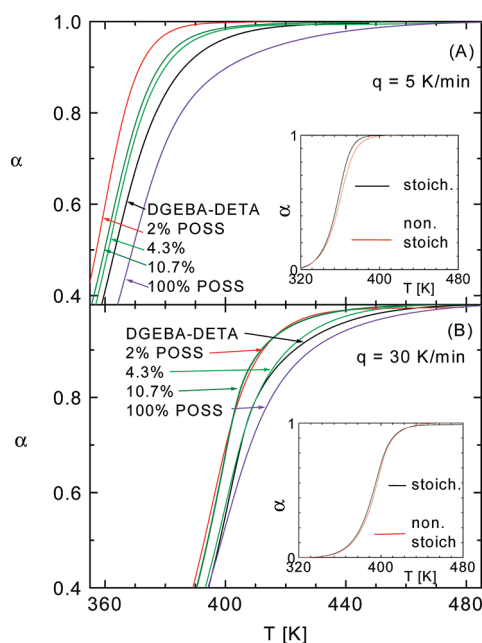 1.0
(A)
q = 5 K/min
0.8
α
0.6
0.4
DGEBA-DETA
2% POSS
4.3%
10.7%
100% POSS
1
α
0
stoich.
non.
stoich
320 400 480
T [K]
DGEBA-DETA
2% POSS
4.3%
10.7%
100% POSS
(B)
q = 30 K/min
0.8
α
0.6
0.4
1
α
0
stoich.
non.
stoich
320 400 480
T [K]
360 400 440 480
T [K]